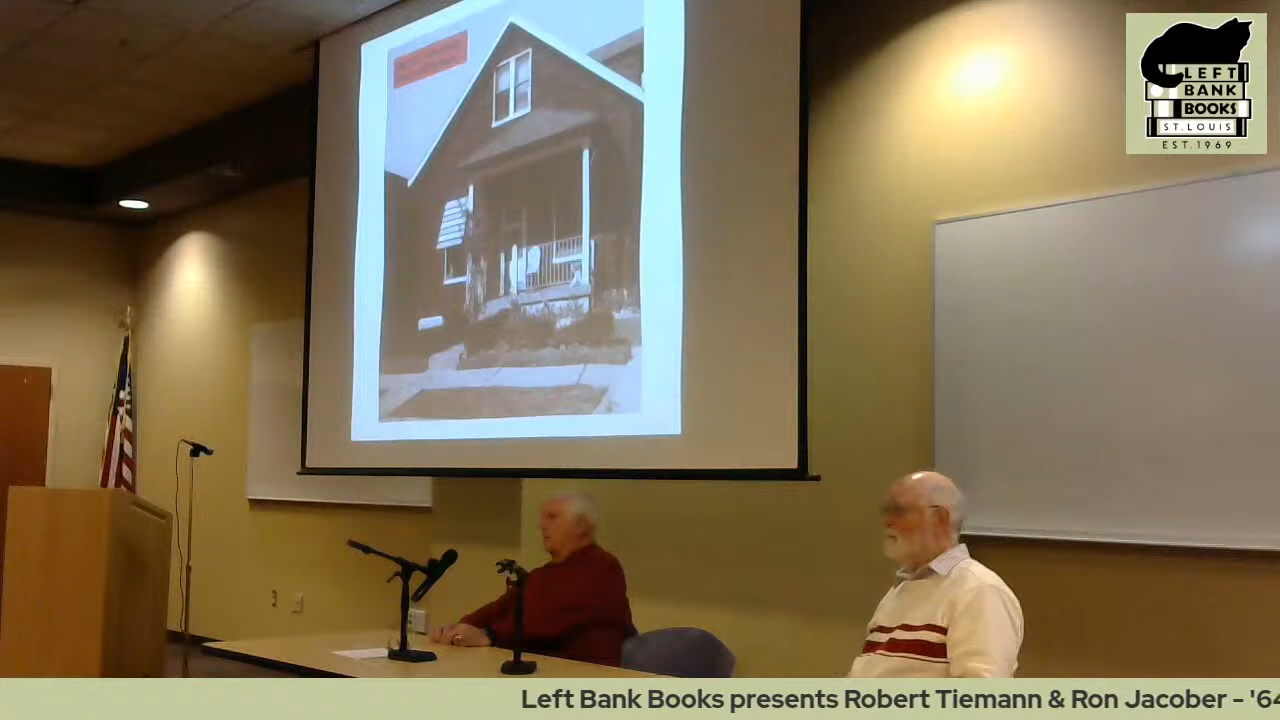 LEFT
BANK
BOOKS
ST. LOUIS
EST. 1969
Left Bank Books presents Robert Tiemann & Ron Jacober - '64